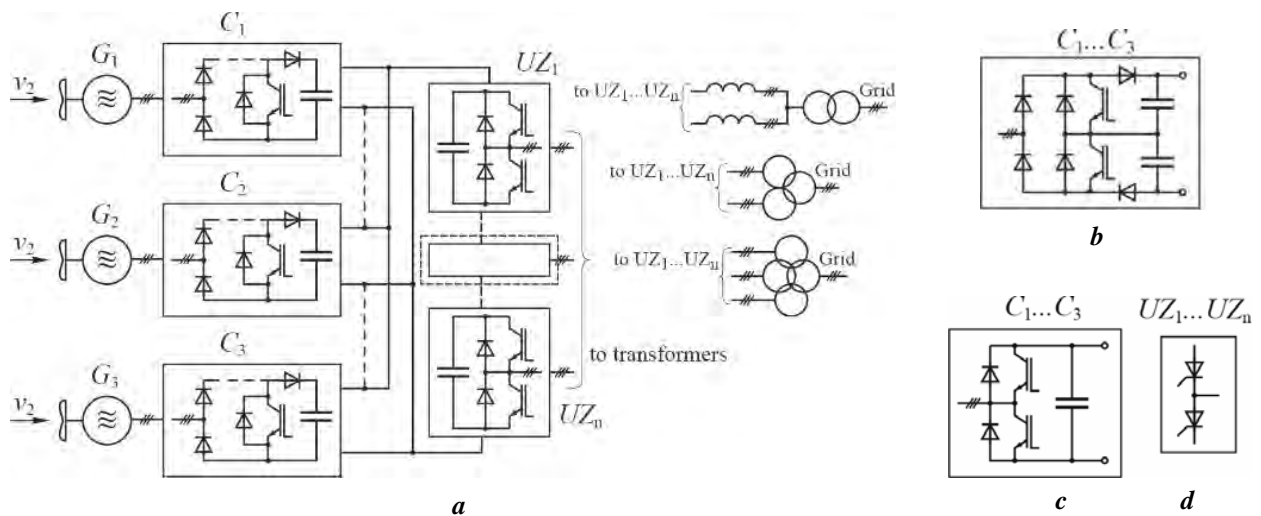 C1
G1
v2
UZ1
to UZ1...UZn
Grid
C2
G2
v2
to UZ1...UZn
Grid
to UZ1...UZn
Grid
C3
G3
v2
to transformers
UZn
a
C1...C3
b
C1...C3
c
UZ1...UZn
d